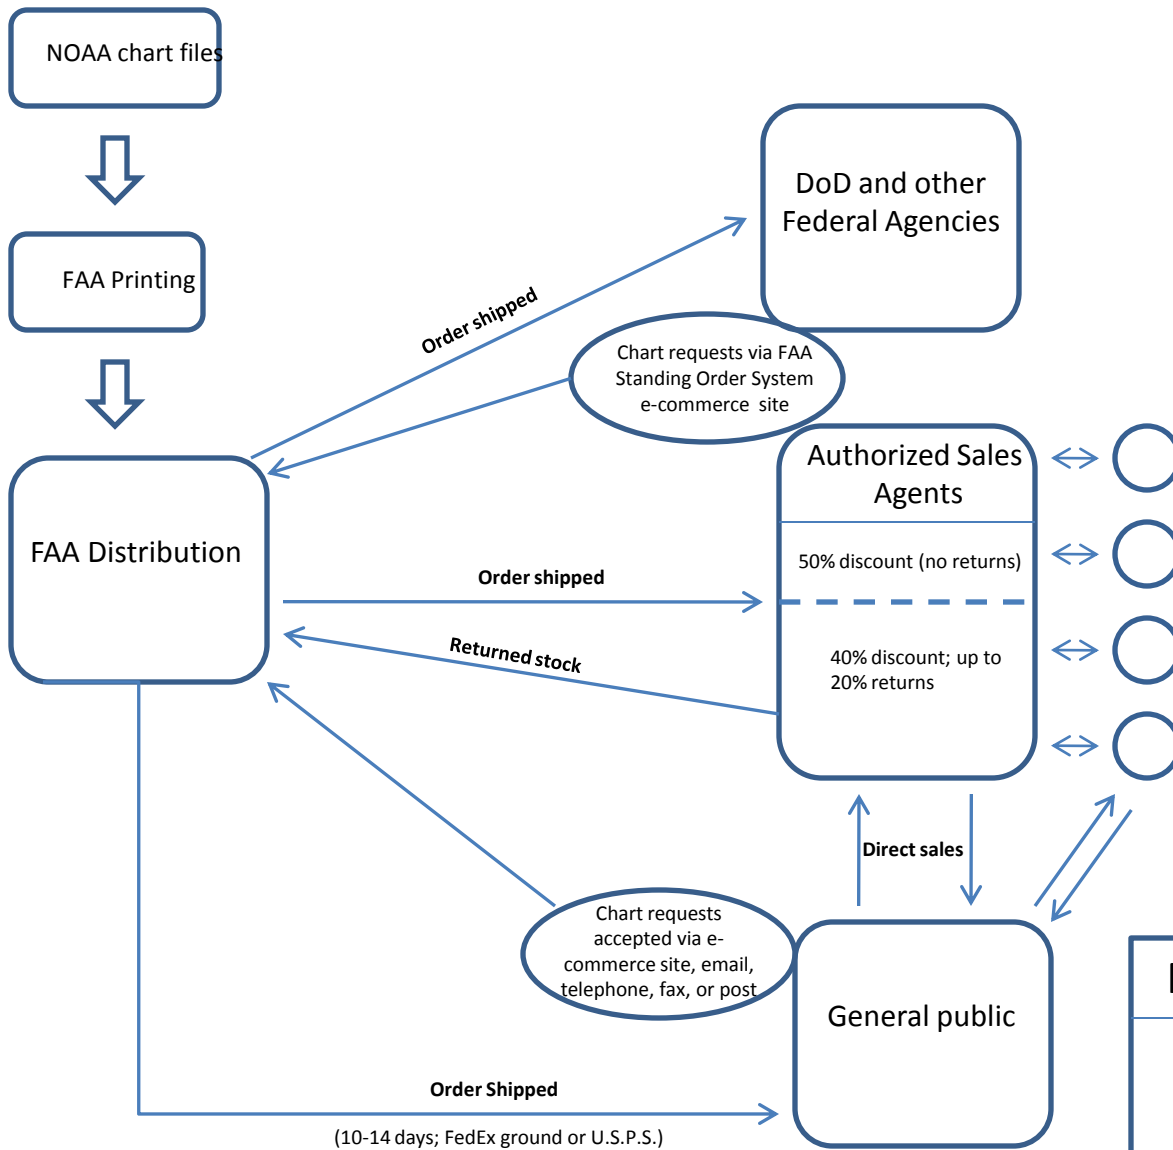 NOAA chart files
FAA Printing
DoD and other
Federal Agencies
Order shipped
Chart requests via FAA
Standing Order System
e-commerce site
FAA Distribution
Authorized Sales
Agents
50% discount (no returns)
Order shipped
Returned stock
40% discount; up to
20% returns
Direct sales
Chart requests
accepted via e-
commerce site, email,
telephone, fax, or post
General public
Order Shipped
(10-14 days; FedEx ground or U.S.P.S.)